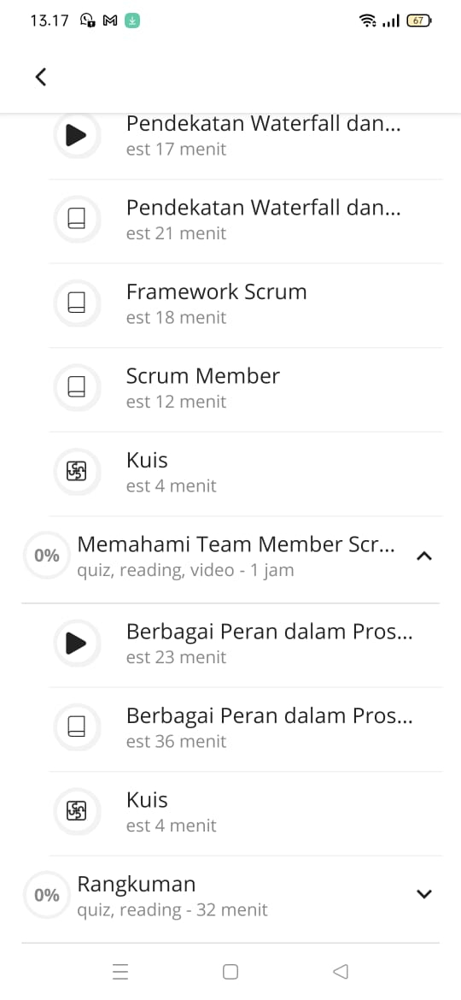 13.17
67
Pendekatan Waterfall dan...
est 17 menit
Pendekatan Waterfall dan...
est 21 menit
Framework Scrum
est 18 menit
Scrum Member
est 12 menit
Kuis
est 4 menit
0%
Memahami Team Member Scr...
quiz, reading, video - 1 jam
Berbagai Peran dalam Pros...
est 23 menit
Berbagai Peran dalam Pros...
est 36 menit
Kuis
est 4 menit
0%
Rangkuman
quiz, reading - 32 menit